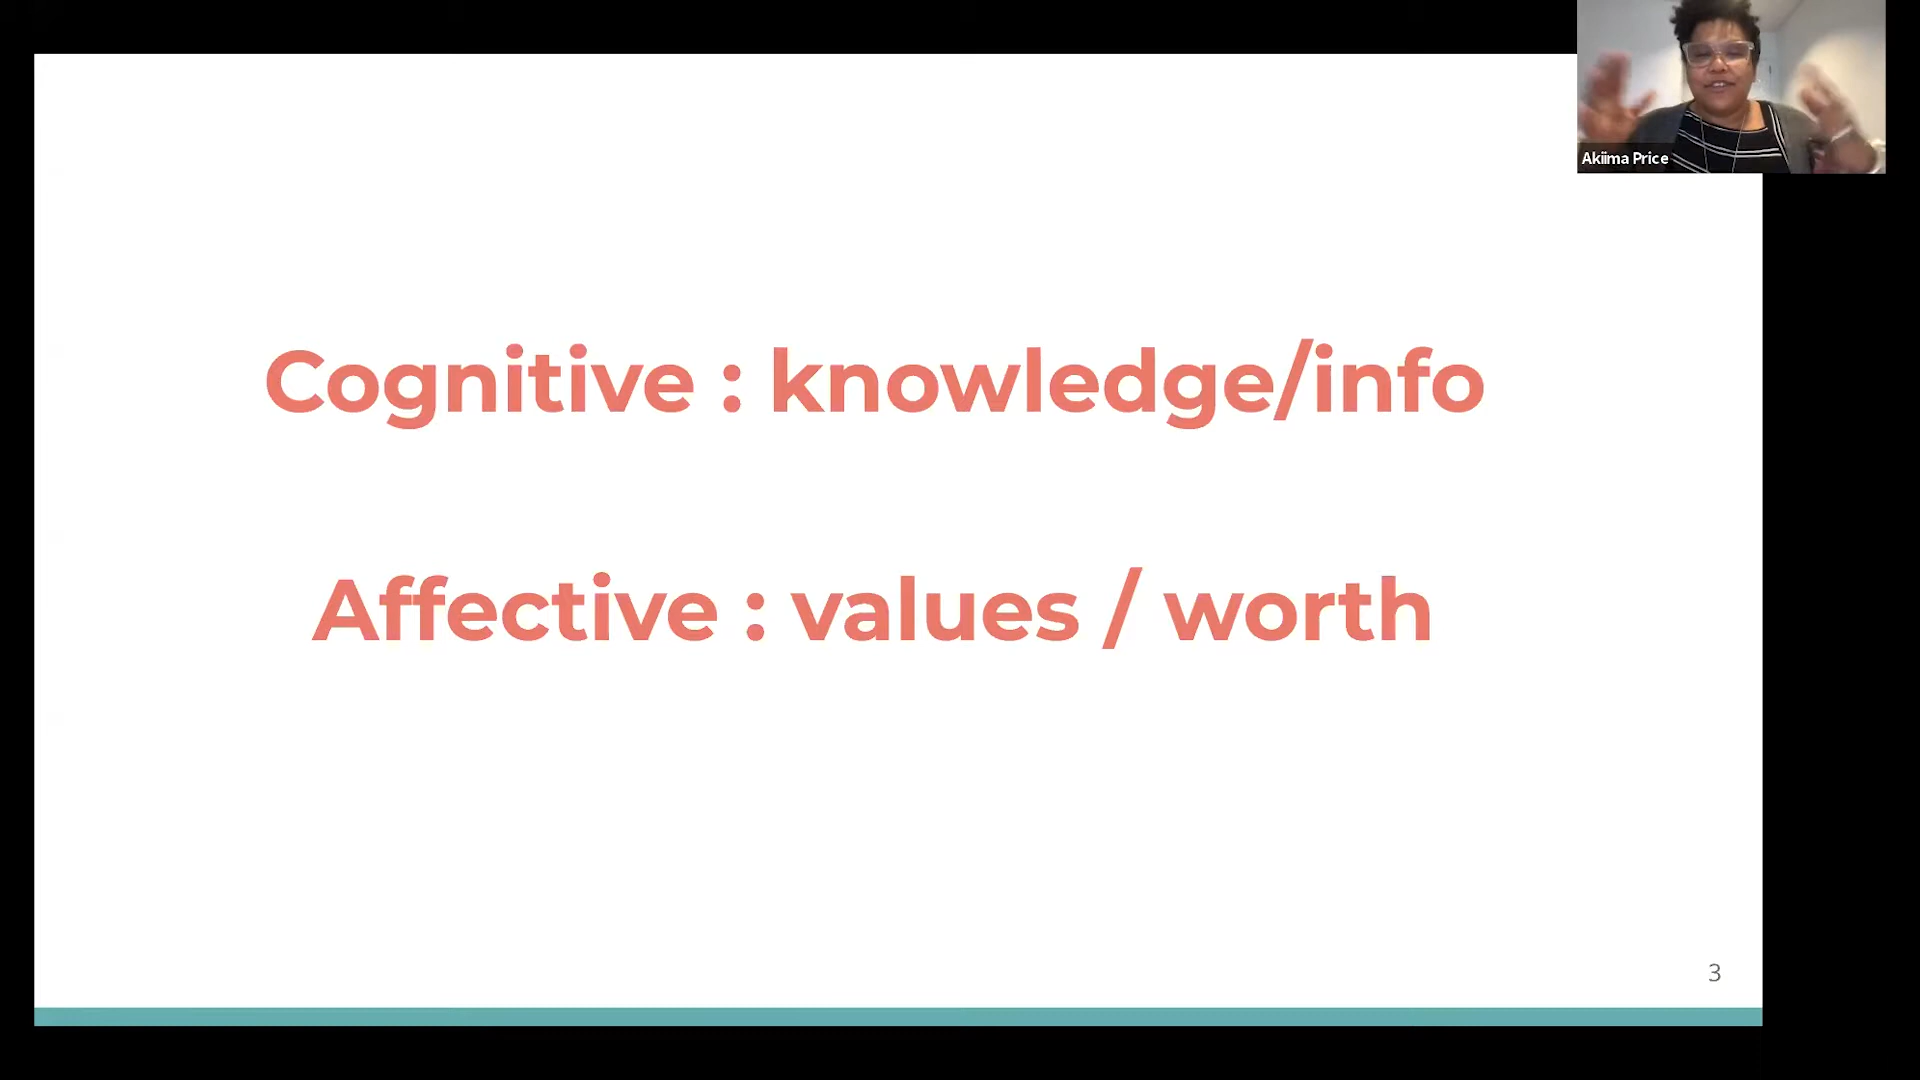 Akiima Price
Cognitive : knowledge/info
Affective : values / worth
3